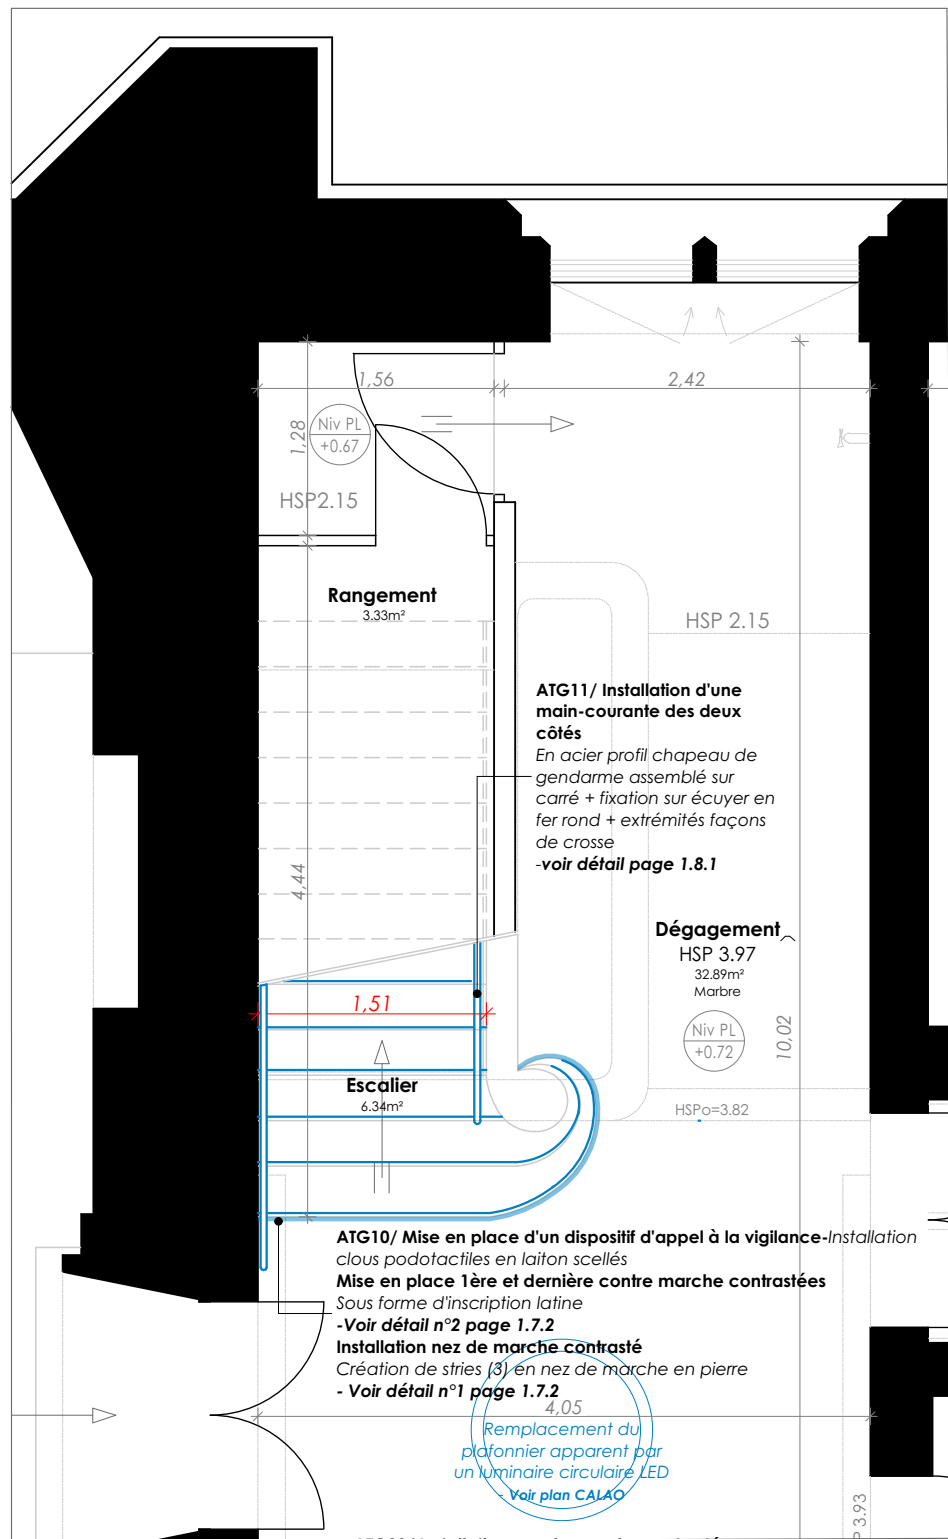 1,56
2,42
1,28
Niv PL
+0.67
HSP2.15
Rangement
3.33m²
HSP 2.15
ATG11/ Installation d'une
main-courante des deux
côtés
En acier profil chapeau de
gendarme assemblé sur
carré + fixation sur écuyer en
fer rond + extrémités façons
de crosse
-voir détail page 1.8.1
4,44
Dégagement
HSP 3.97
32.89m²
Marbre
Niv PL
+0.72
10,02
1,51
Escalier
6.34m²
HSPo=3.82
ATG10/ Mise en place d'un dispositif d'appel à la vigilance-Installation
clous podotactiles en laiton scellés
Mise en place 1ère et dernière contre marche contrastées
Sous forme d'inscription latine
-Voir détail n°2 page 1.7.2
Installation nez de marche contrasté
Création de stries (3) en nez de marche en pierre
- Voir détail n°1 page 1.7.2
4,05
Remplacement du
plafonnier apparent par
un luminaire circulaire LED
- Voir plan CALAO
P 3.93